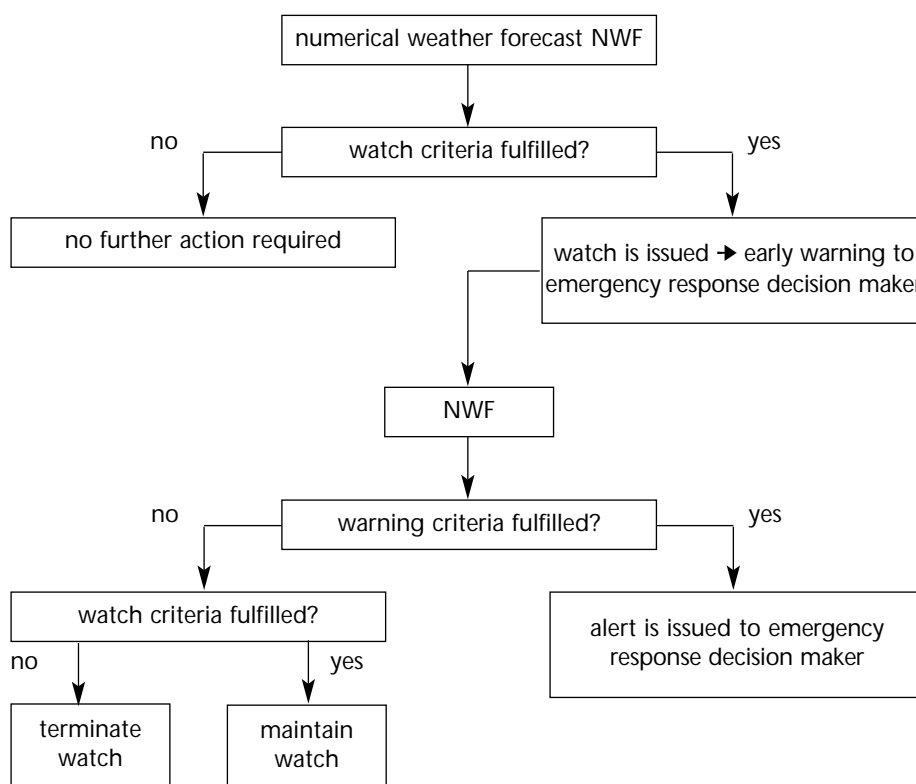 numerical weather forecast NWF
no
yes
watch criteria fulfilled?
no further action required
watch is issued → early warning to
emergency response decision maker
NWF
no
yes
warning criteria fulfilled?
watch criteria fulfilled?
alert is issued to emergency
response decision maker
no
yes
terminate
watch
maintain
watch